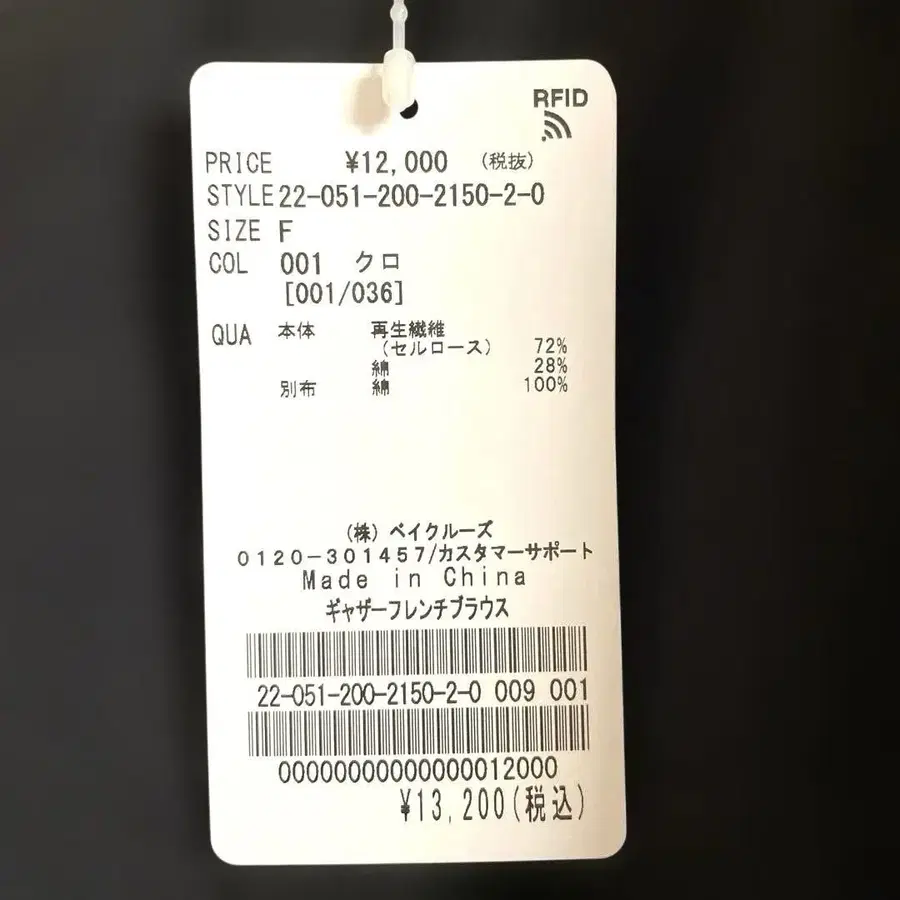 RFID
PRICE ¥12,000 (税抜)
STYLE 22-051-200-2150-2-0
SIZE F
COL 001 クロ
[001/036]
QUA 本体 再生繊維
(セルロース) 72%
綿 28%
別布 綿 100%
(株) ベイクルーズ
0120-301457/カスタマーサポート
Made in China
ギャザーフレンチブラウス
22-051-200-2150-2-0 009 001
00000000000000012000
¥13,200(税込)